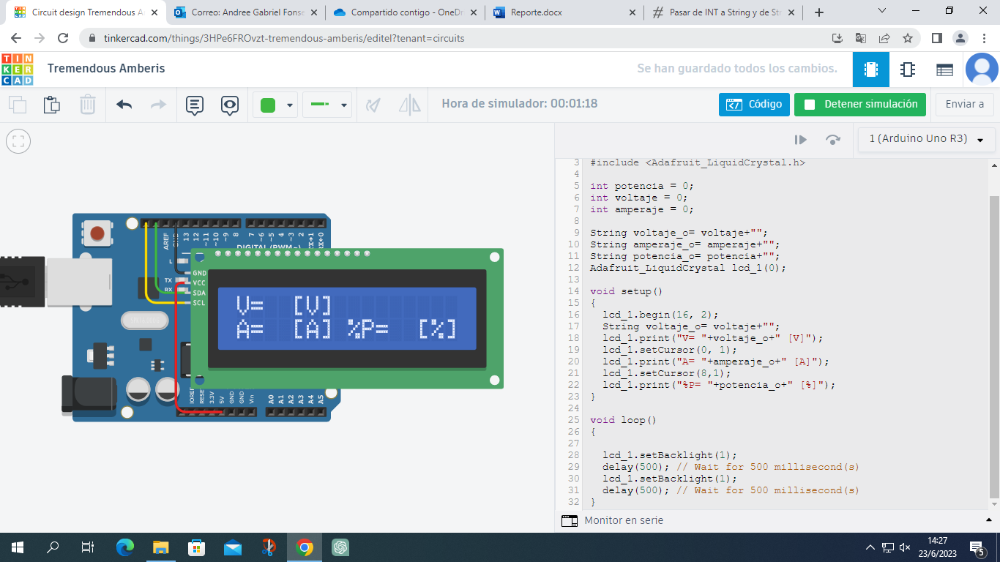 Circuit design Tremendous A
Correo: Andree Gabriel Fonse
Compartido contigo - OneDr
Reporte.docx
Pasar de INT a String y de Str
tinkercad.com/things/3HPe6FROvzt-tremendous-amberis/editel?tenant=circuits
TIN
KER
CAD
Tremendous Amberis
Se han guardado todos los cambios.
Hora de simulador: 00:01:18
Código
Detener simulación
Enviar a
1 (Arduino Uno R3)
3 #include <Adafruit_LiquidCrystal.h>
4
5 int potencia = 0;
6 int voltaje = 0;
7 int amperaje = 0;
8
9 String voltaje_o= voltaje+"";
10 String amperaje_o= amperaje+"";
11 String potencia_o= potencia+"";
12 Adafruit_LiquidCrystal lcd_1(0);
13
14 void setup()
15 {
16 lcd_1.begin(16, 2);
17 String voltaje_o= voltaje+"";
18 lcd_1.print("V= "+voltaje_o+" [V]");
19 lcd_1.setCursor(0, 1);
20 lcd_1.print("A= "+amperaje_o+" [A]");
21 lcd_1.setCursor(8,1);
22 lcd_1.print("%P= "+potencia_o+" [%]");
23 }
24
25 void loop()
26 {
27
28 lcd_1.setBacklight(1);
29 delay(500); // Wait for 500 millisecond(s)
30 lcd_1.setBacklight(1);
31 delay(500); // Wait for 500 millisecond(s)
32 }
Monitor en serie
AREF
GND
13
12
~11
~10
~9
8
7
~6
~5
4
~3
2
TX→1
RX←0
DIGITAL (PWM~)
L
TX
RX
GND
VCC
SDA
SCL
V= [V]
A= [A] %P= [%]
IOREF
RESET
3.3V
5V
GND
GND
Vin
A0
A1
A2
A3
A4
A5
14:27
23/6/2023
5